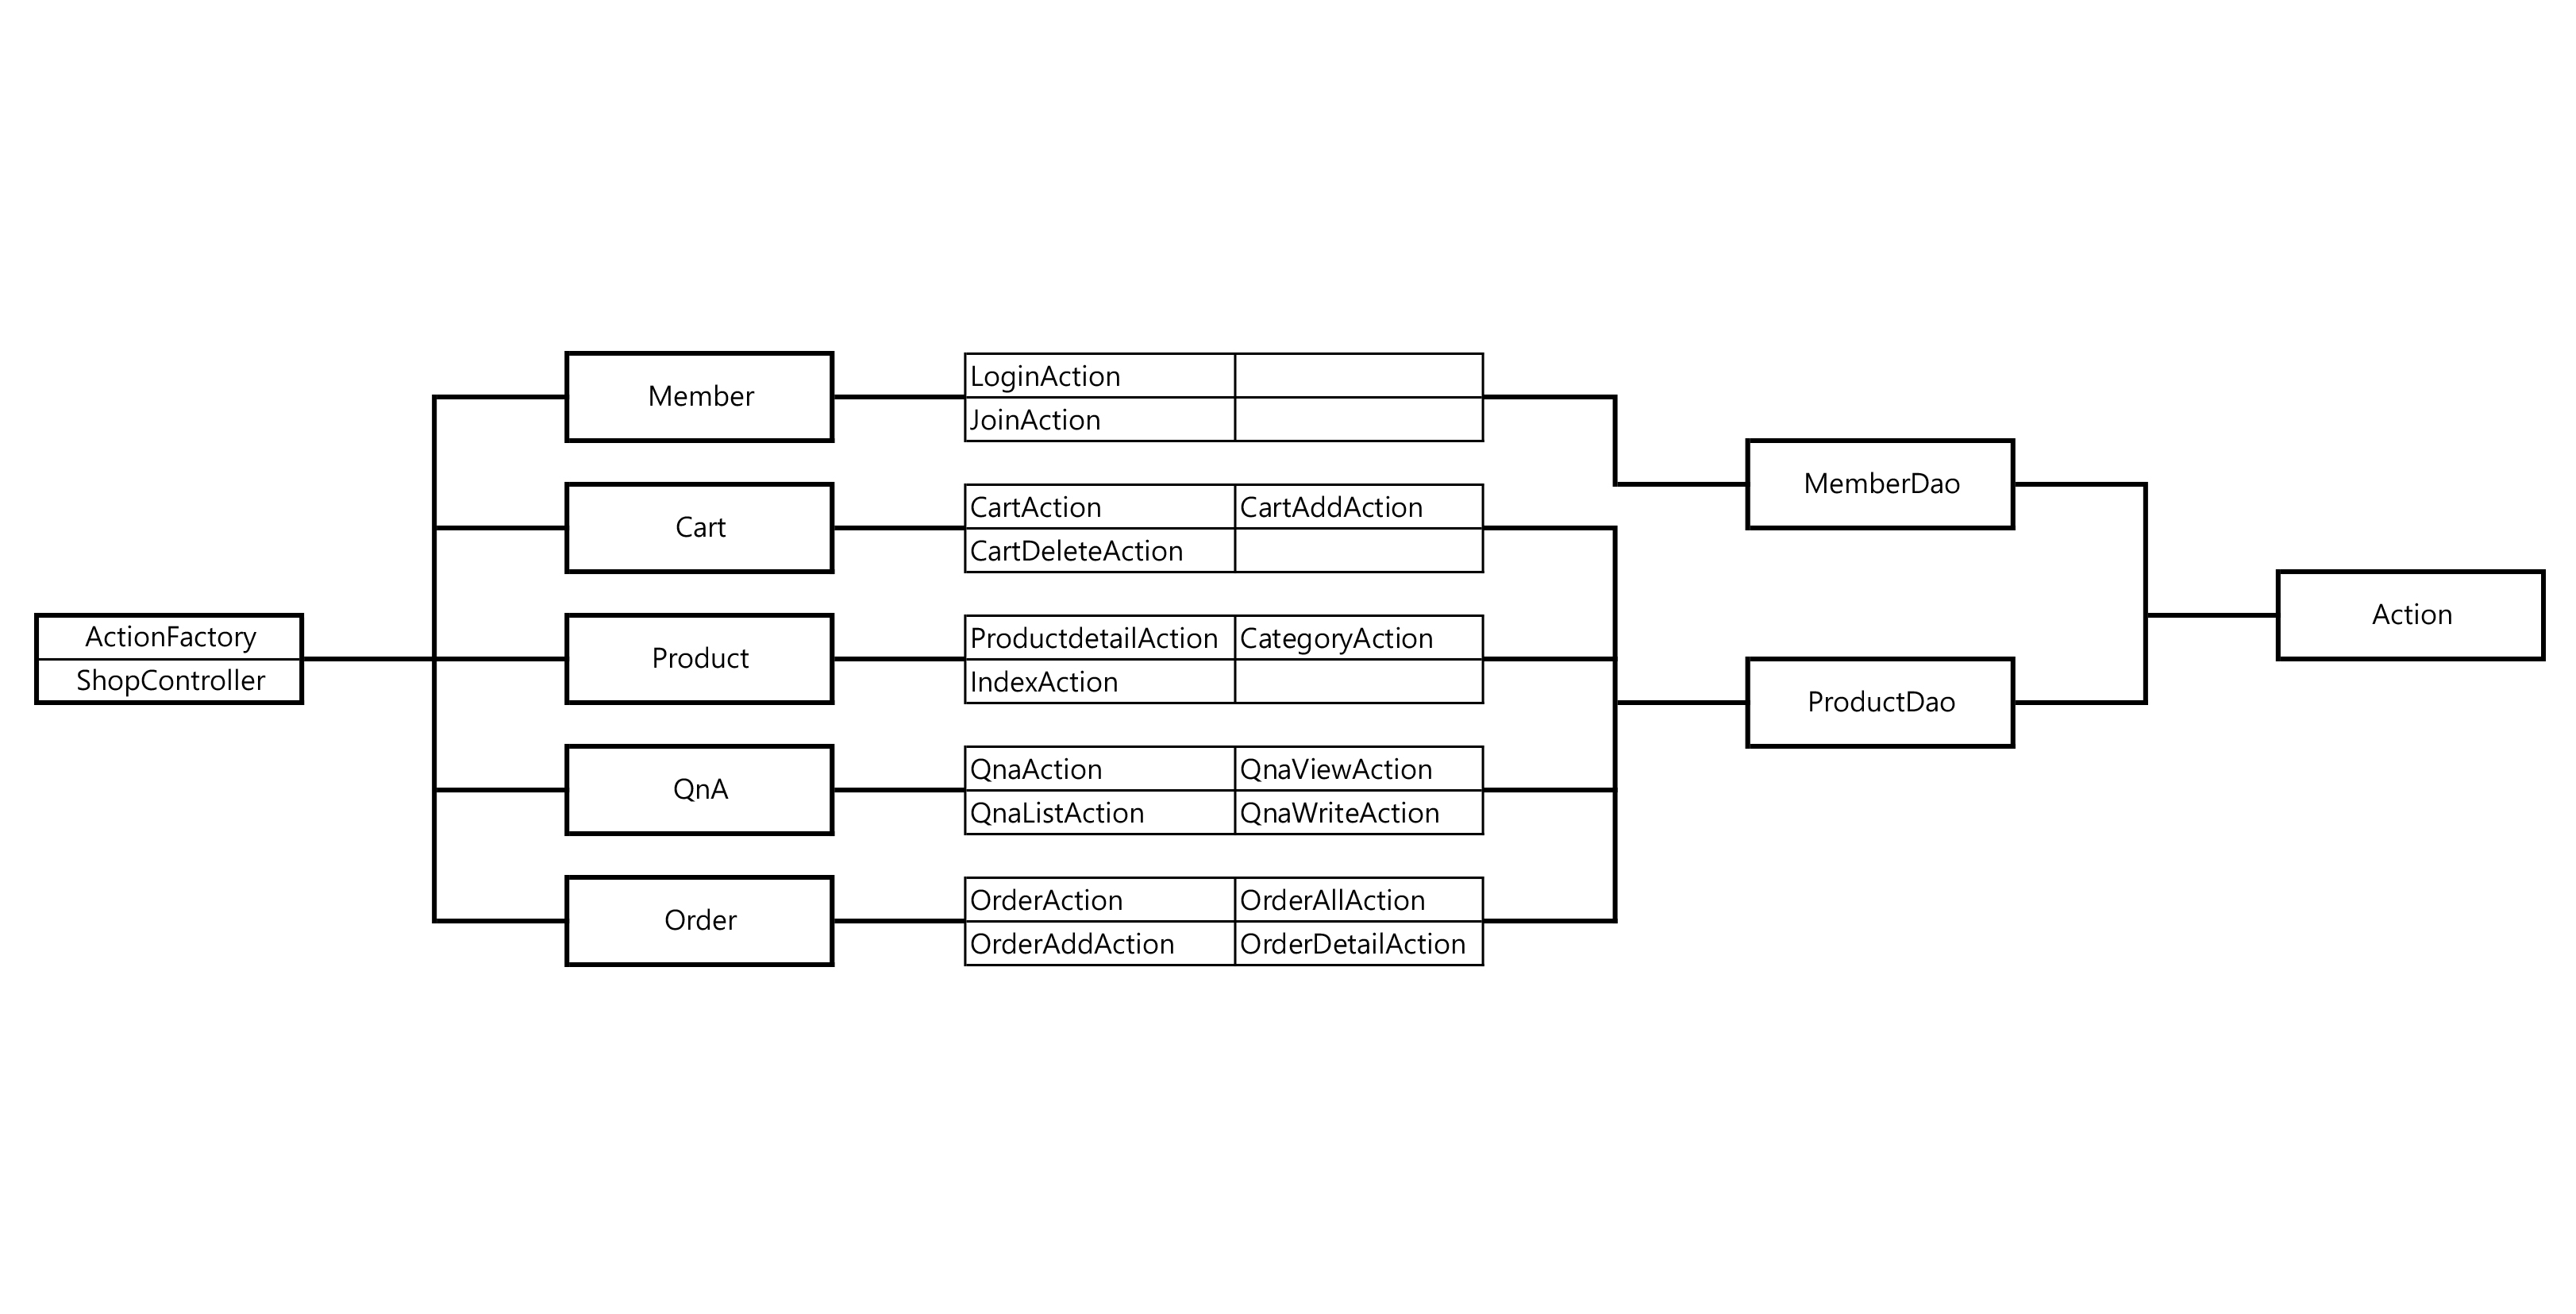 ActionFactory
ShopController
Member
Cart
Product
QnA
Order
LoginAction
JoinAction
CartAction CartAddAction
CartDeleteAction
ProductdetailAction CategoryAction
IndexAction
QnaAction QnaViewAction
QnaListAction QnaWriteAction
OrderAction OrderAllAction
OrderAddAction OrderDetailAction
MemberDao
ProductDao
Action